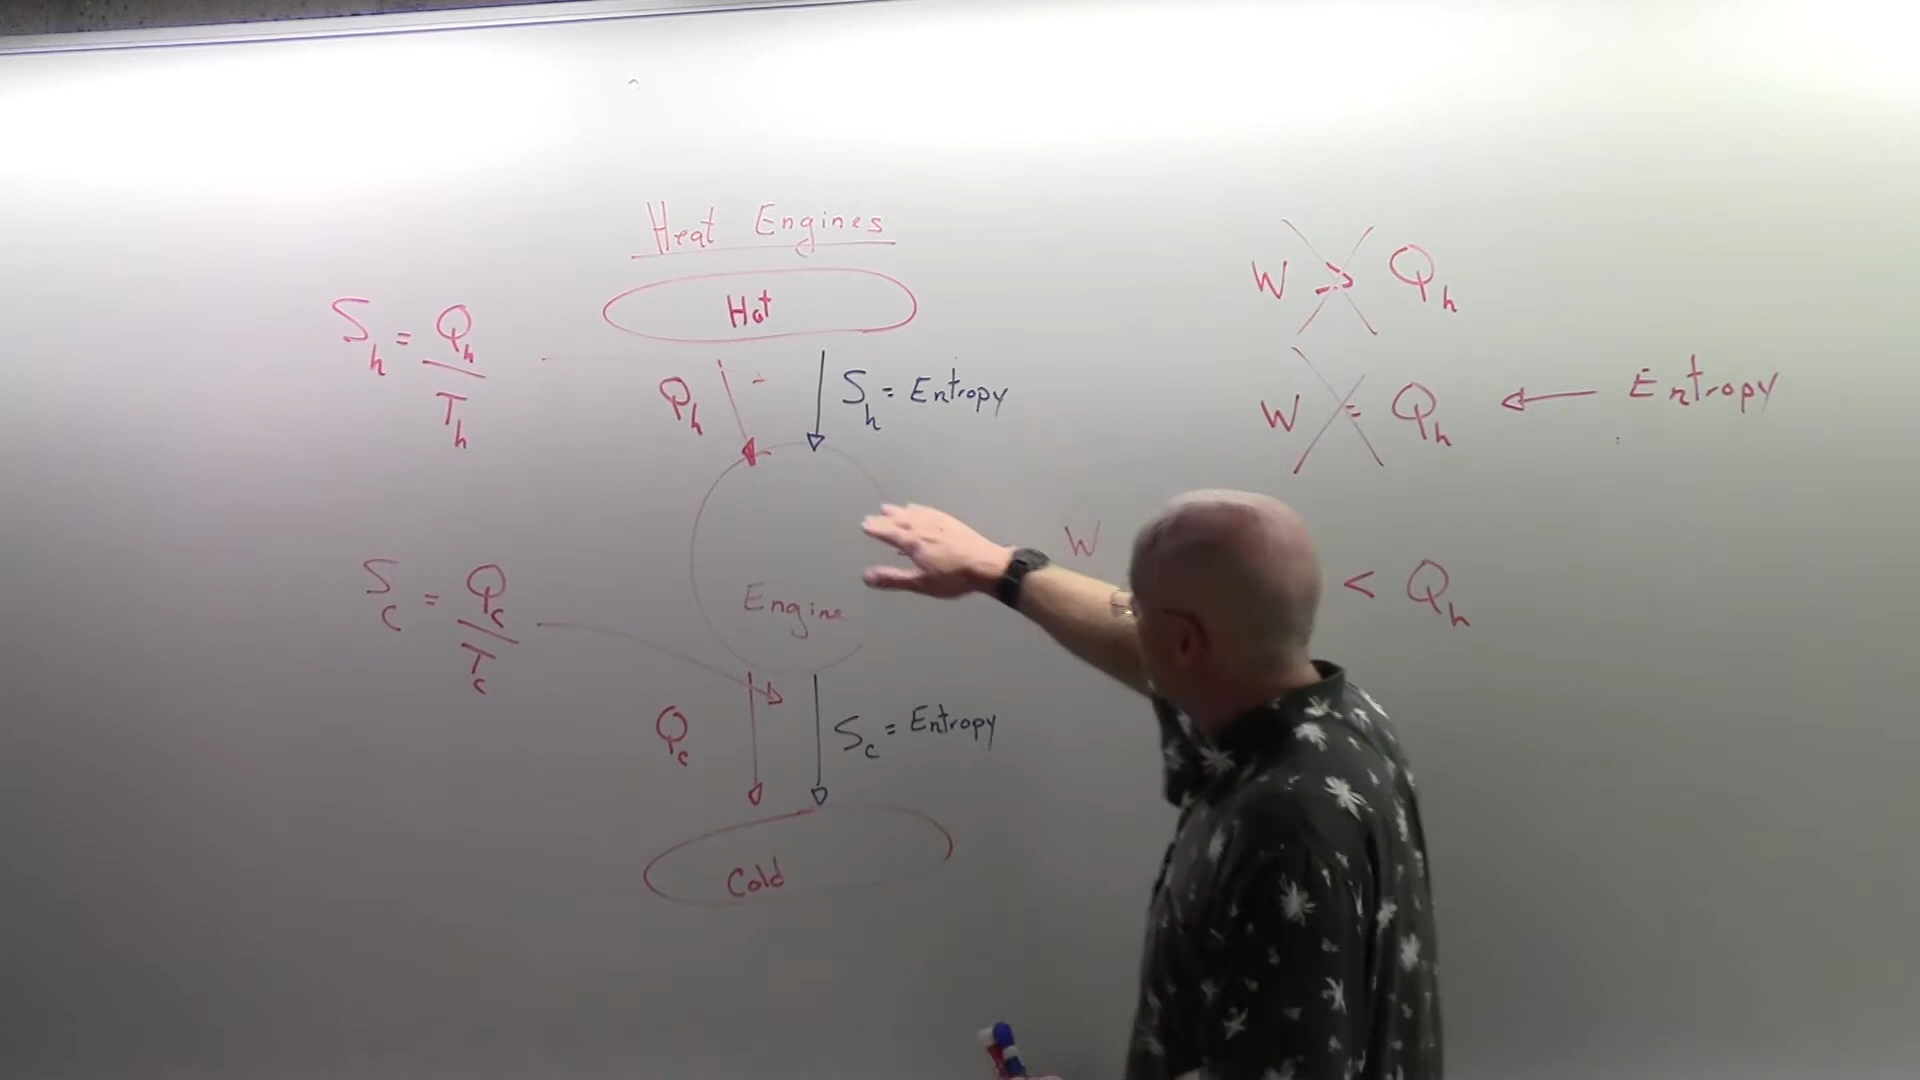 Heat Engines
Hot
S_h = Q_h / T_h
Q_h
S_h = Entropy
W > Q_h
W = Q_h ← Entropy
W
< Q_h
Engine
S_c = Q_c / T_c
Q_c
S_c = Entropy
Cold